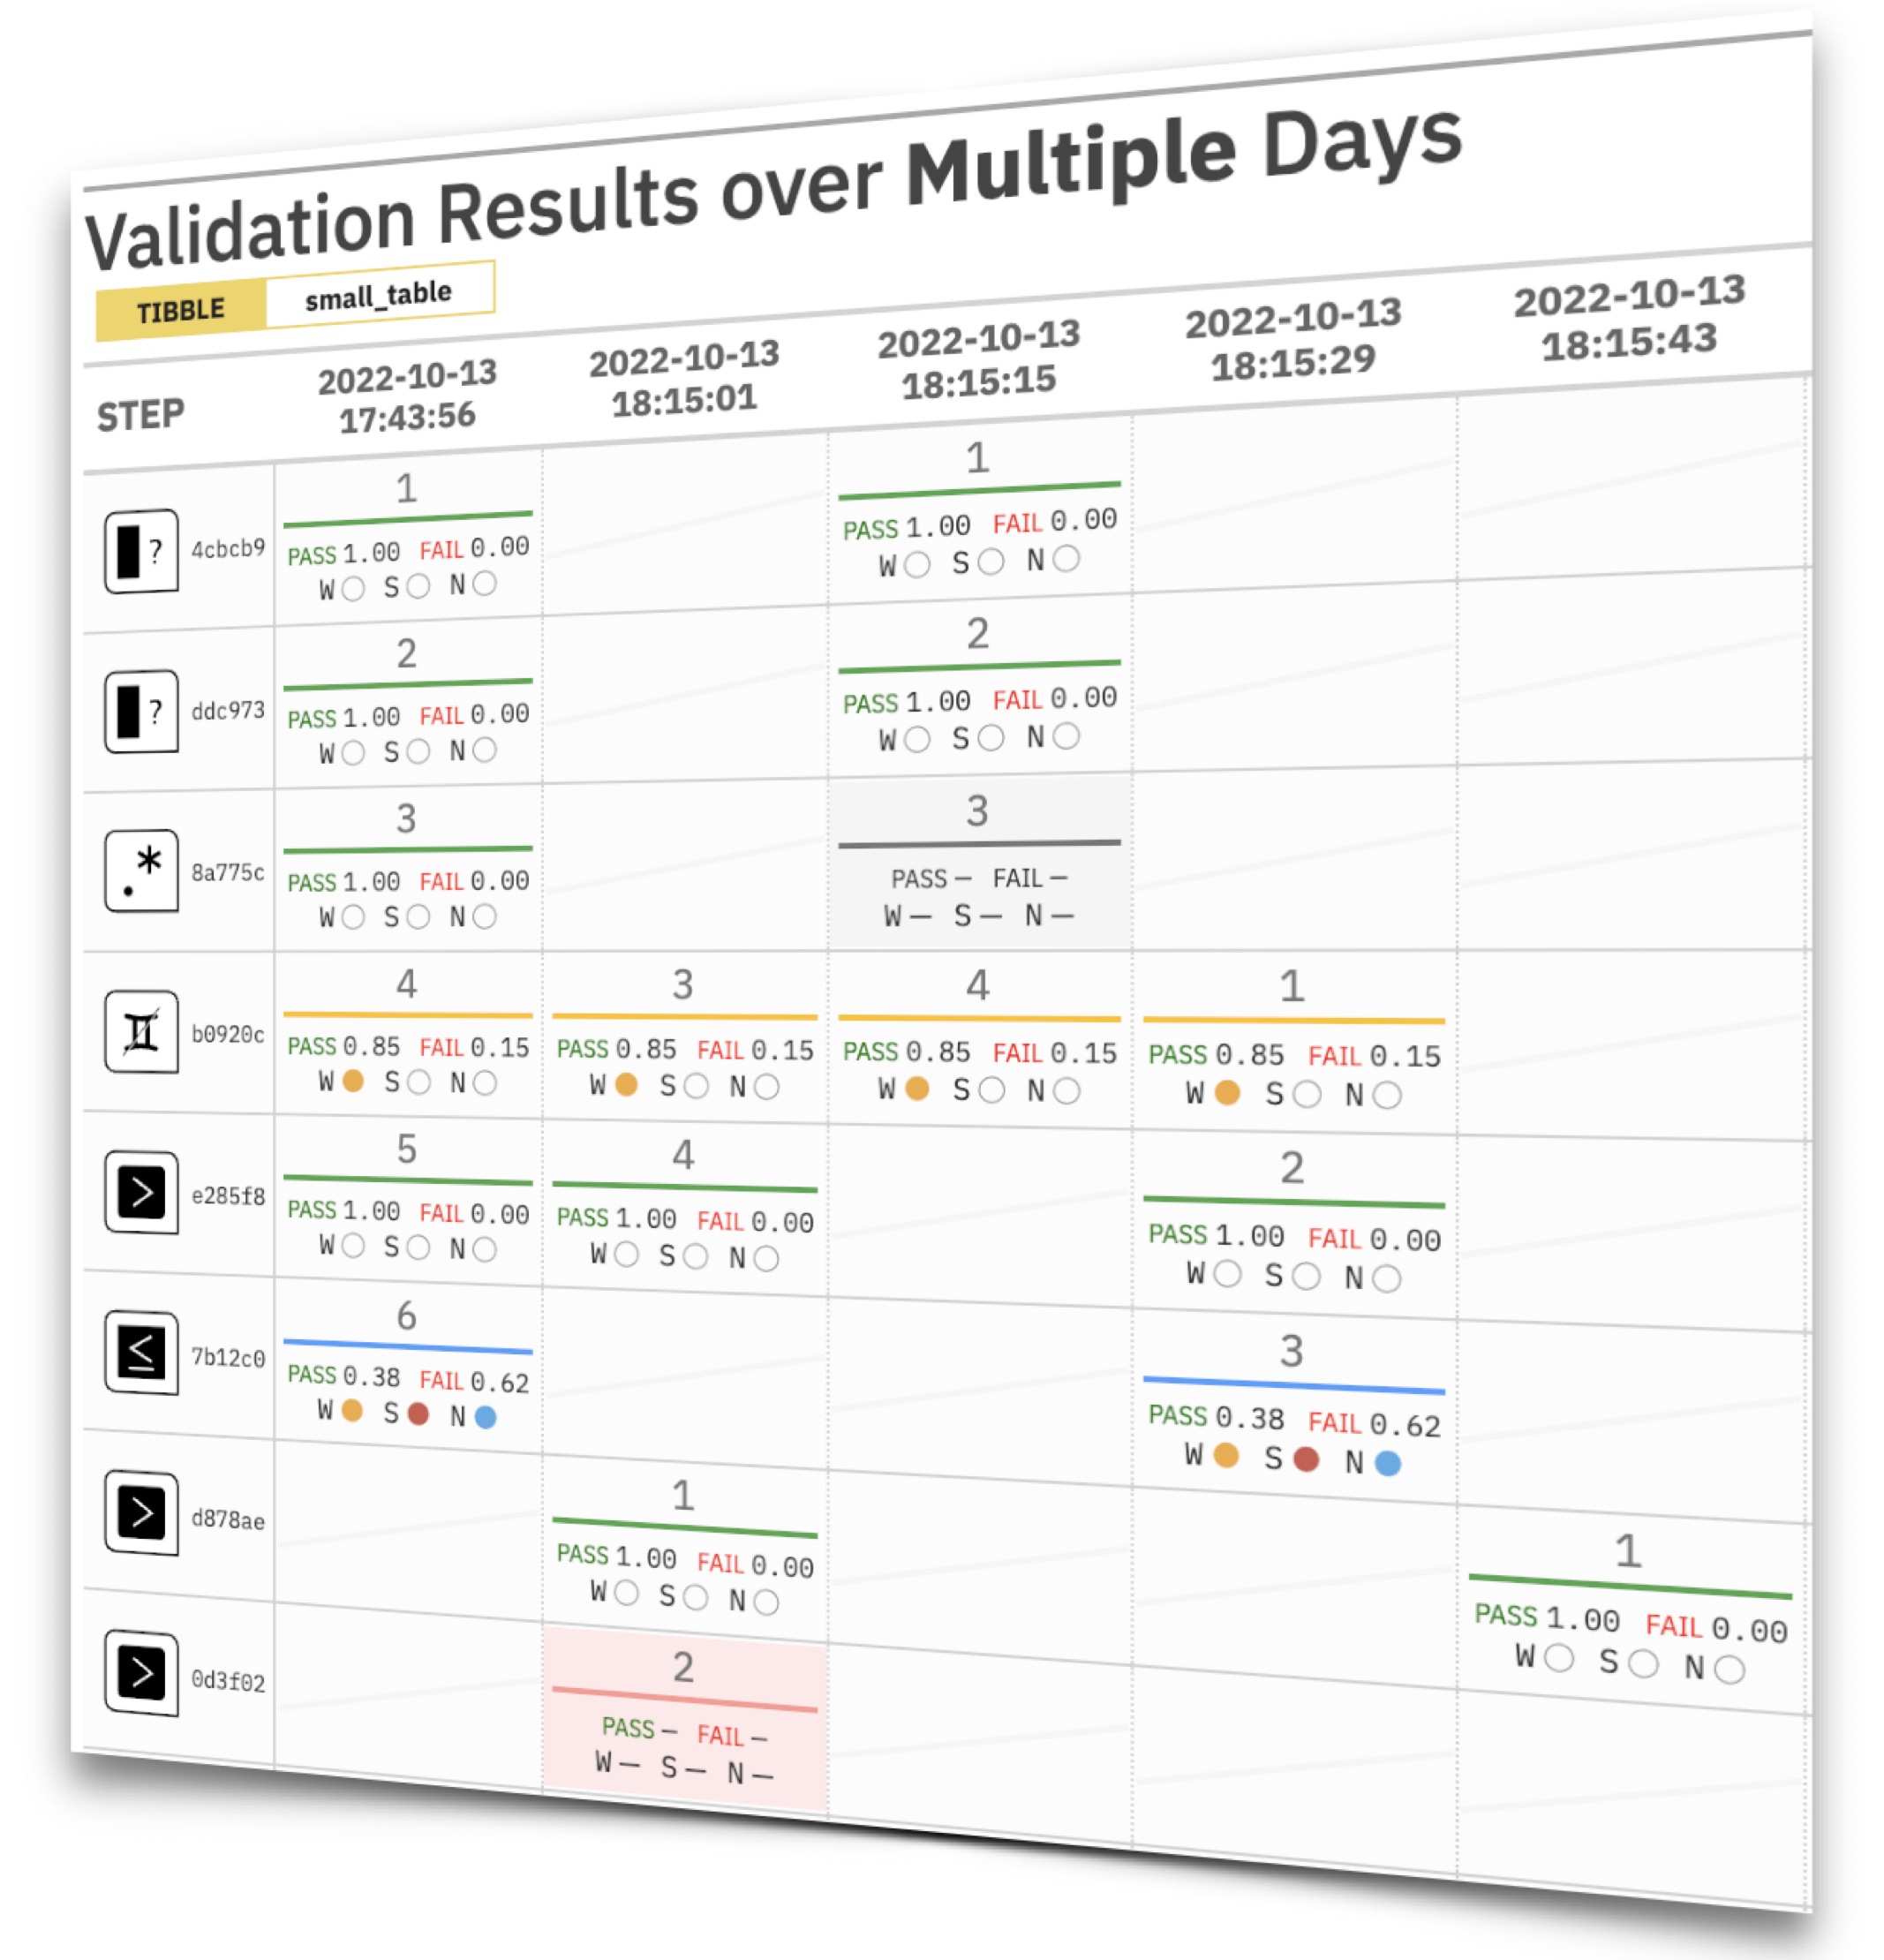 Validation Results over Multiple Days
TIBBLE small_table
STEP 2022-10-13 17:43:56 2022-10-13 18:15:01 2022-10-13 18:15:15 2022-10-13 18:15:29 2022-10-13 18:15:43
1 1
? 4cbcb9 PASS 1.00 FAIL 0.00 PASS 1.00 FAIL 0.00
W S N W S N
2 2
? ddc973 PASS 1.00 FAIL 0.00 PASS 1.00 FAIL 0.00
W S N W S N
3 3
.* 8a775c PASS 1.00 FAIL 0.00 PASS — FAIL —
W S N W — S — N —
4 3 4 1
b0920c PASS 0.85 FAIL 0.15 PASS 0.85 FAIL 0.15 PASS 0.85 FAIL 0.15 PASS 0.85 FAIL 0.15
W S N W S N W S N W S N
5 4 2
> e285f8 PASS 1.00 FAIL 0.00 PASS 1.00 FAIL 0.00 PASS 1.00 FAIL 0.00
W S N W S N W S N
6 3
≤ 7b12c0 PASS 0.38 FAIL 0.62 PASS 0.38 FAIL 0.62
W S N W S N
1 1
> d878ae PASS 1.00 FAIL 0.00 PASS 1.00 FAIL 0.00
W S N W S N
2
> 0d3f02 PASS — FAIL —
W — S — N —